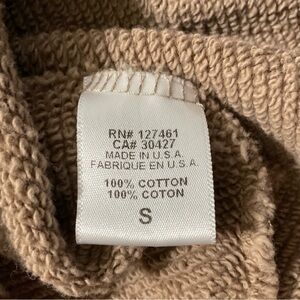 RN# 127461
CA# 30427
MADE IN U.S.A.
FABRIQUE EN U.S.A.
100% COTTON
100% COTON
S